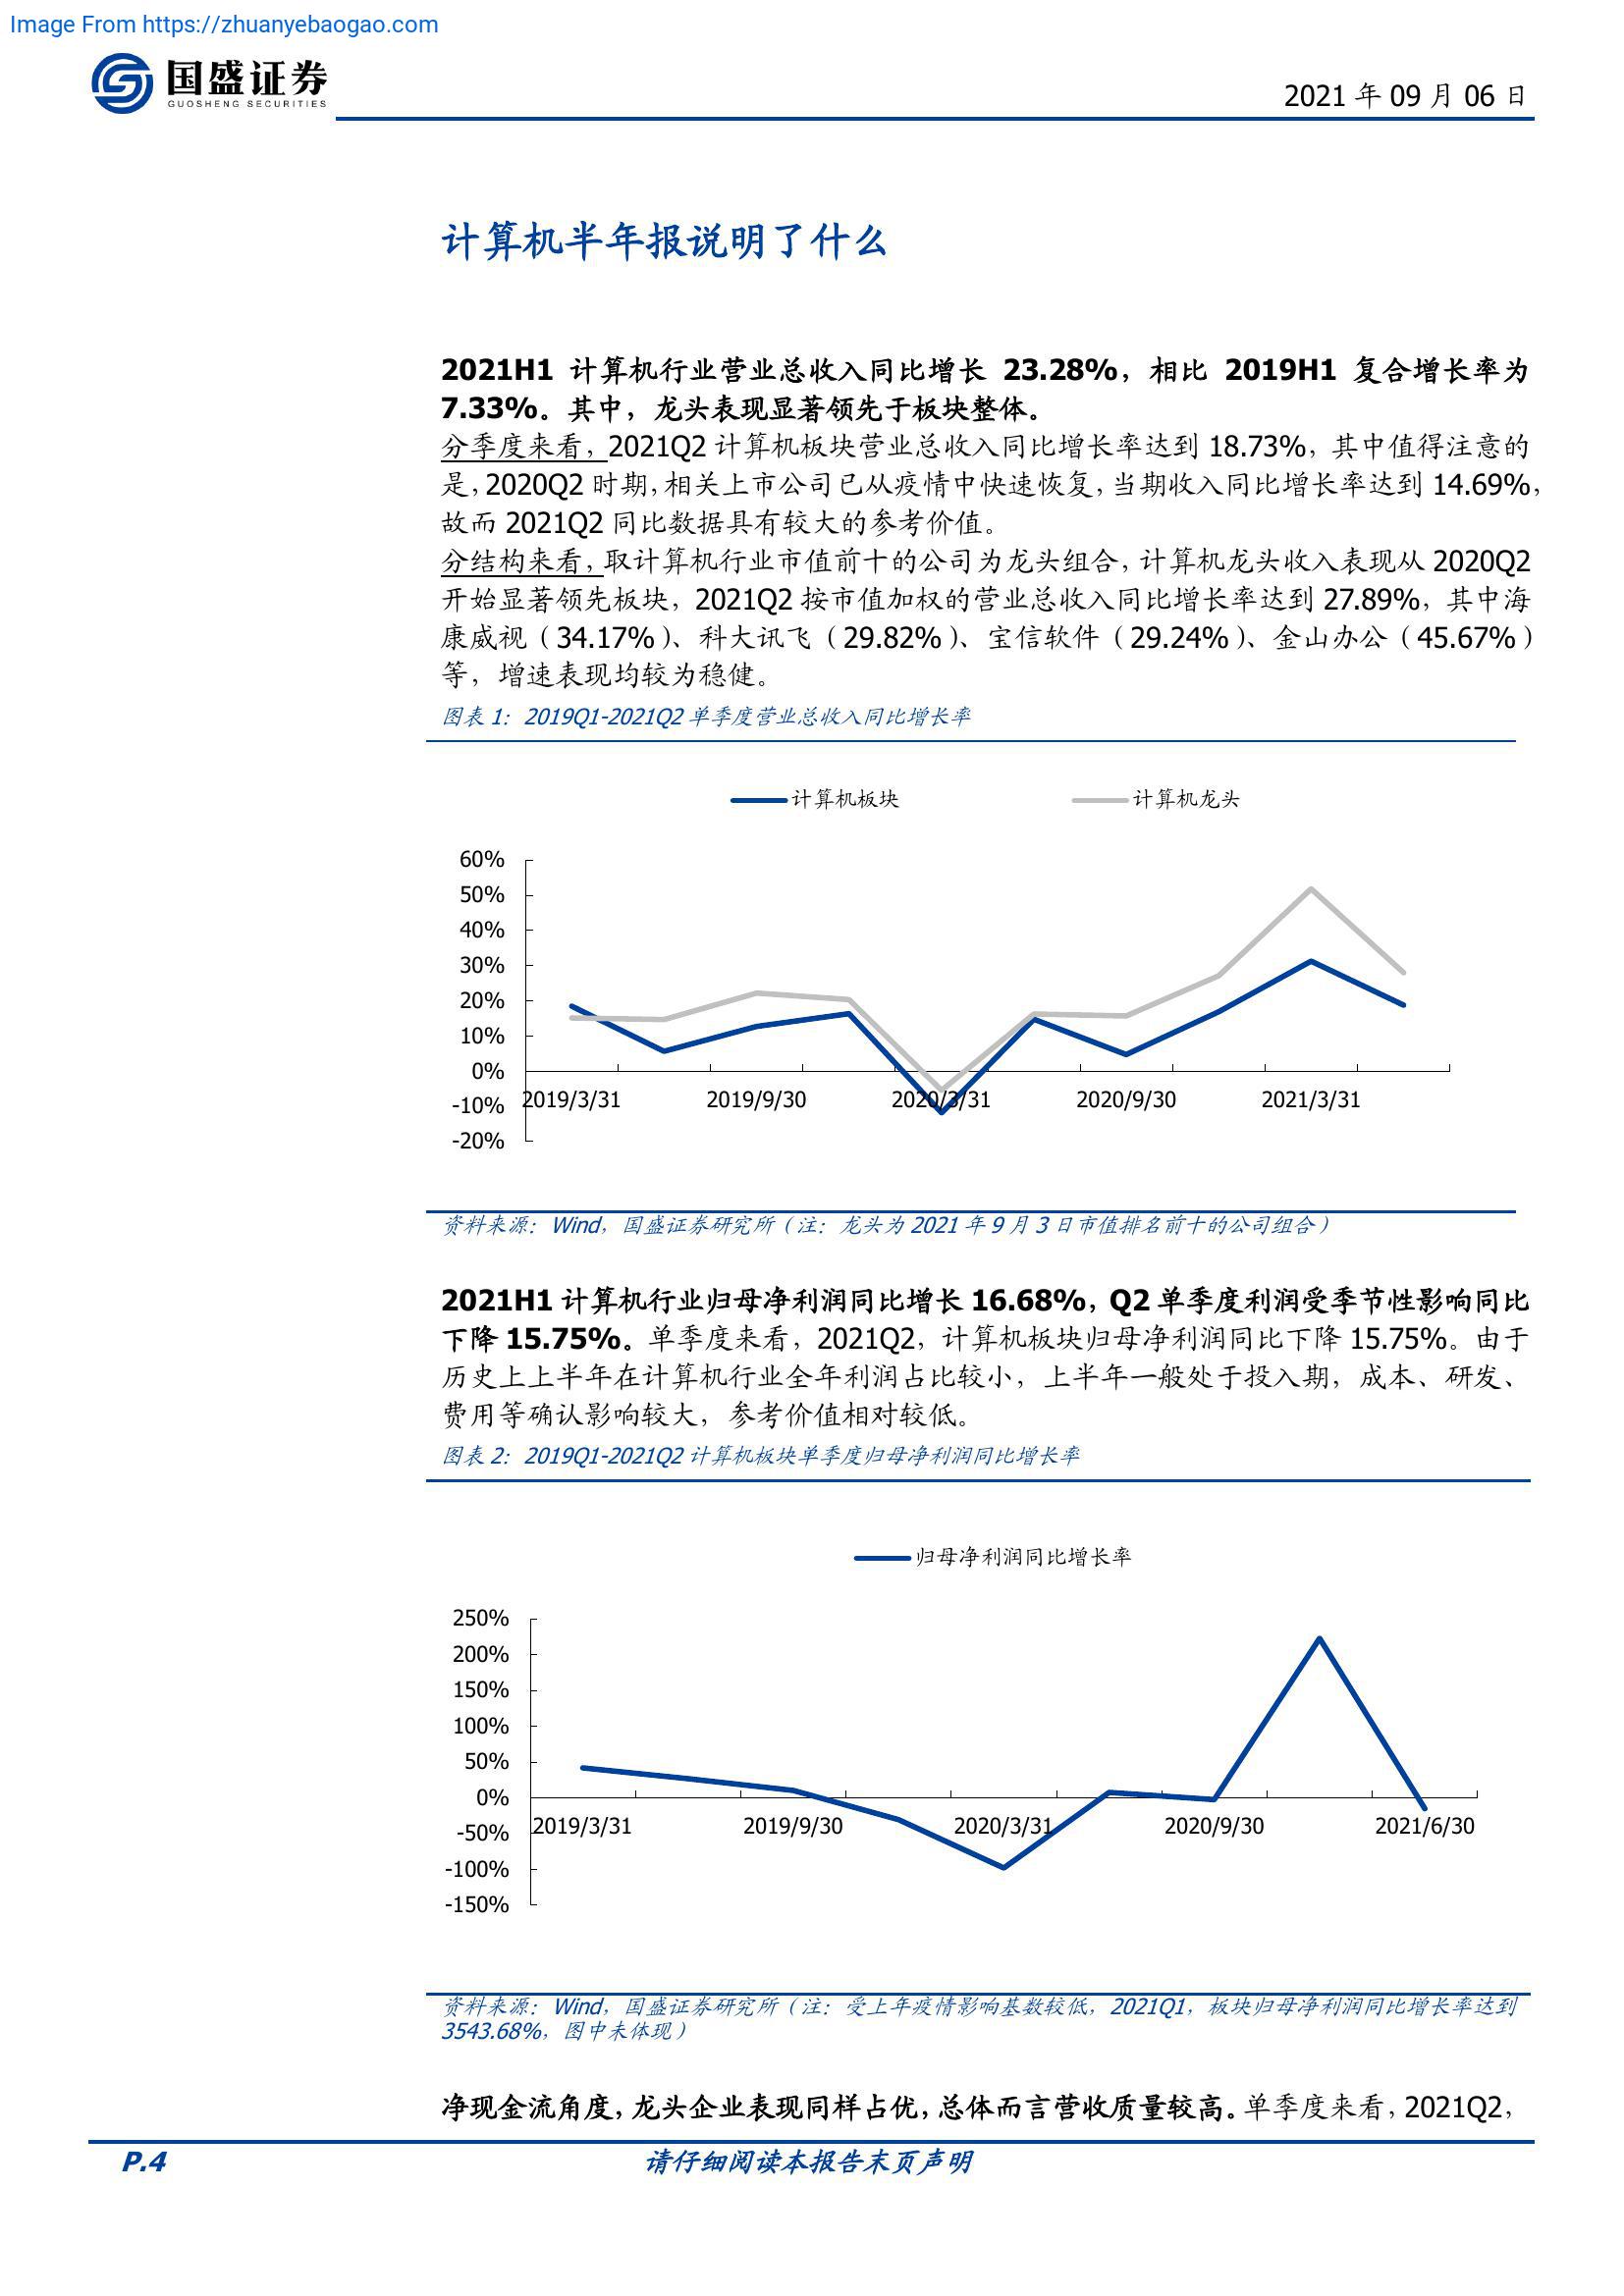 Image From https://zhuanyebaogao.com
国盛证券
GUOSHENG SECURITIES
2021 年 09 月 06 日
计算机半年报说明了什么
2021H1 计算机行业营业总收入同比增长 23.28%，相比 2019H1 复合增长率为
7.33%。其中，龙头表现显著领先于板块整体。
分季度来看，2021Q2 计算机板块营业总收入同比增长率达到 18.73%，其中值得注意的
是，2020Q2 时期，相关上市公司已从疫情中快速恢复，当期收入同比增长率达到 14.69%，
故而 2021Q2 同比数据具有较大的参考价值。
分结构来看，取计算机行业市值前十的公司为龙头组合，计算机龙头收入表现从 2020Q2
开始显著领先板块，2021Q2 按市值加权的营业总收入同比增长率达到 27.89%，其中海
康威视（34.17%）、科大讯飞（29.82%）、宝信软件（29.24%）、金山办公（45.67%）
等，增速表现均较为稳健。
图表 1：2019Q1-2021Q2 单季度营业总收入同比增长率
计算机板块 计算机龙头
60%
50%
40%
30%
20%
10%
0%
-10%
-20%
2019/3/31 2019/9/30 2020/3/31 2020/9/30 2021/3/31
资料来源：Wind，国盛证券研究所（注：龙头为 2021 年 9 月 3 日市值排名前十的公司组合）
2021H1 计算机行业归母净利润同比增长 16.68%，Q2 单季度利润受季节性影响同比
下降 15.75%。单季度来看，2021Q2，计算机板块归母净利润同比下降 15.75%。由于
历史上上半年在计算机行业全年利润占比较小，上半年一般处于投入期，成本、研发、
费用等确认影响较大，参考价值相对较低。
图表 2：2019Q1-2021Q2 计算机板块单季度归母净利润同比增长率
归母净利润同比增长率
250%
200%
150%
100%
50%
0%
-50%
-100%
-150%
2019/3/31 2019/9/30 2020/3/31 2020/9/30 2021/6/30
资料来源：Wind，国盛证券研究所（注：受上年疫情影响基数较低，2021Q1，板块归母净利润同比增长率达到
3543.68%，图中未体现）
净现金流角度，龙头企业表现同样占优，总体而言营收质量较高。单季度来看，2021Q2，
P.4
请仔细阅读本报告末页声明